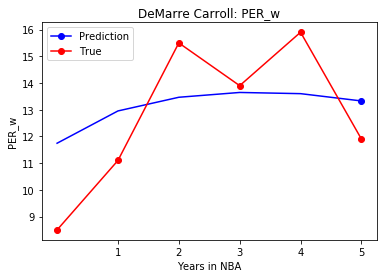 DeMarre Carroll: PER_w
Prediction
True
16
15
14
13
12
11
10
9
PER_w
1 2 3 4 5
Years in NBA